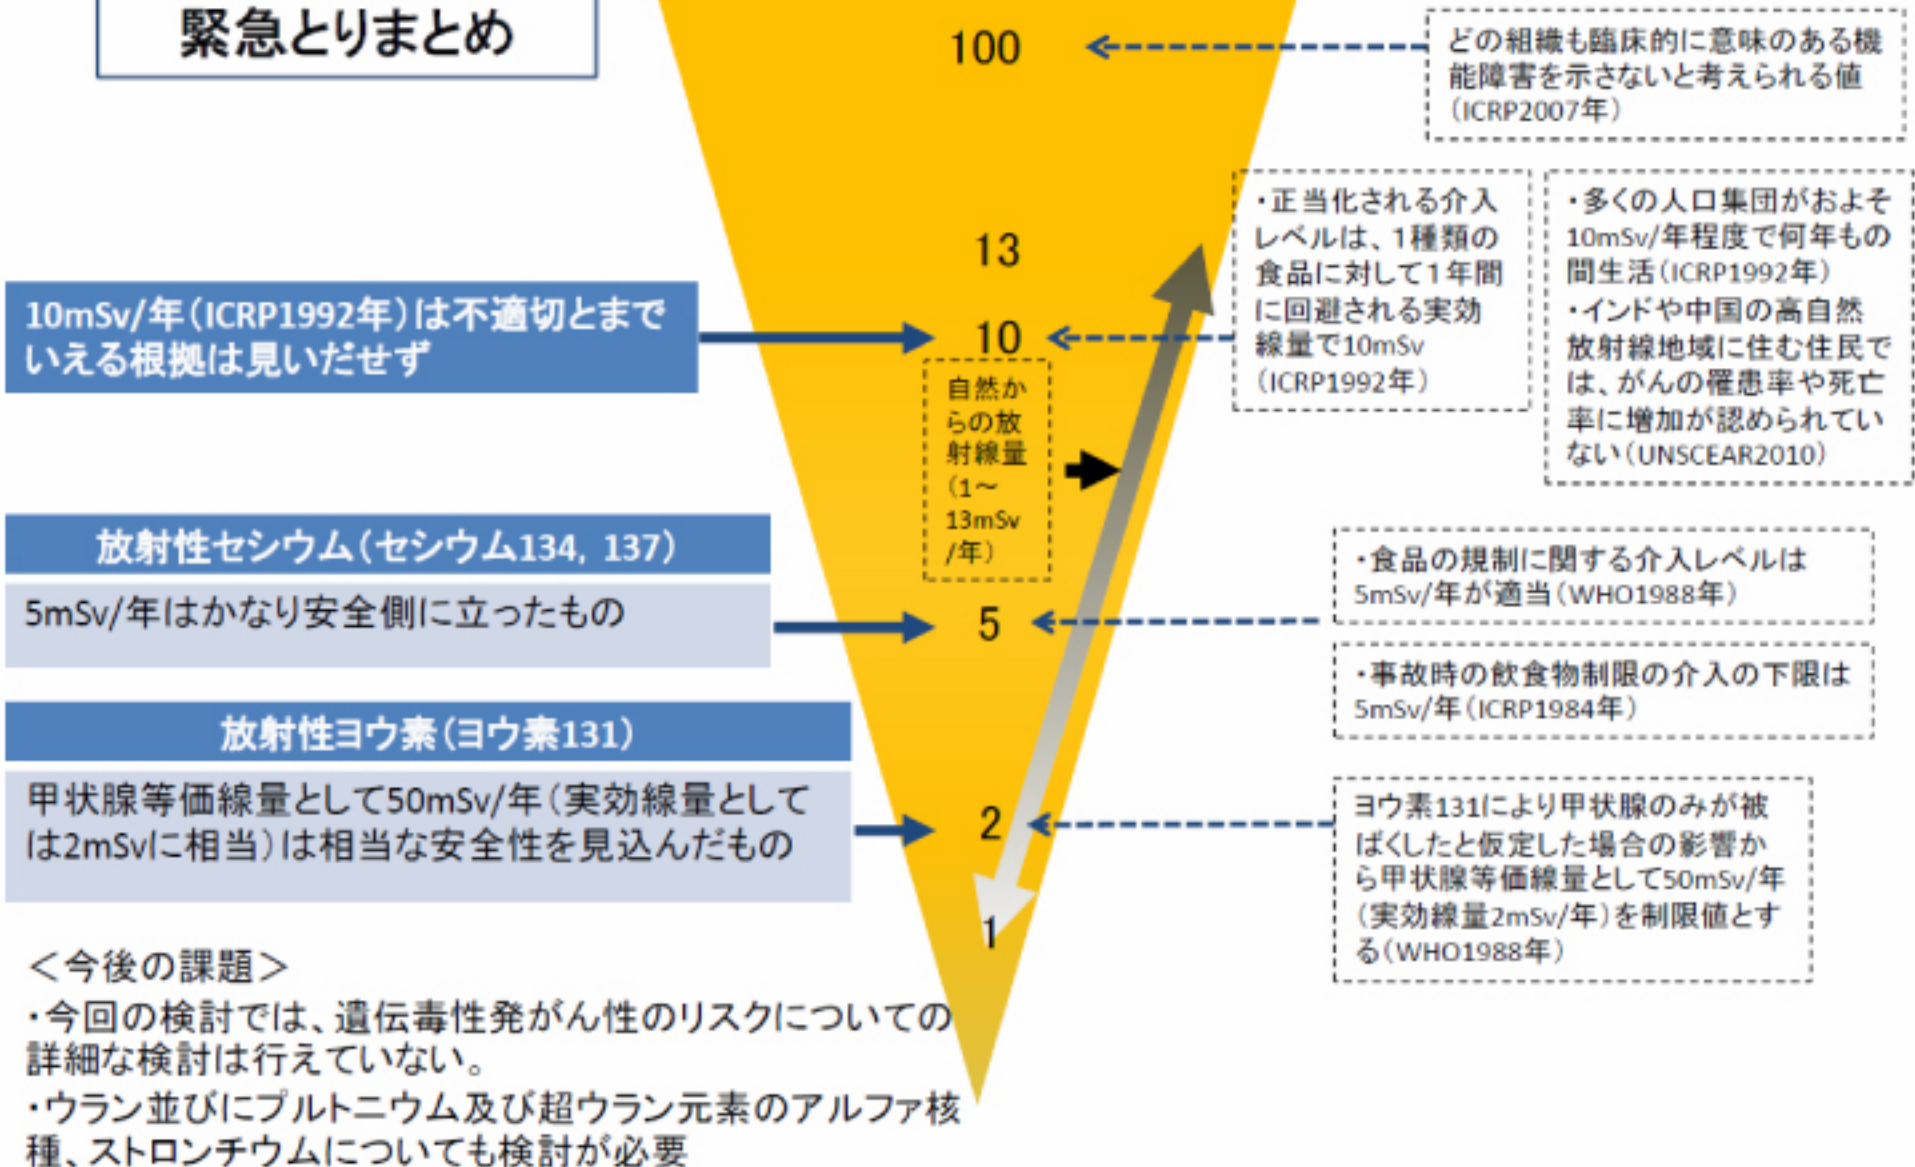 緊急とりまとめ
100
どの組織も臨床的に意味のある機
能障害を示さないと考えられる値
（ICRP2007年）
13
・正当化される介入
レベルは、1種類の
食品に対して1年間
に回避される実効
線量で10mSv
（ICRP1992年）
・多くの人口集団がおよそ
10mSv/年程度で何年もの
間生活（ICRP1992年）
・インドや中国の高自然
放射線地域に住む住民で
は、がんの罹患率や死亡
率に増加が認められてい
ない（UNSCEAR2010）
10mSv/年（ICRP1992年）は不適切とまで
いえる根拠は見いだせず
10
自然か
らの放
射線量
（1～
13mSv
/年）
放射性セシウム（セシウム134, 137）
5mSv/年はかなり安全側に立ったもの
5
・食品の規制に関する介入レベルは
5mSv/年が適当（WHO1988年）
・事故時の飲食物制限の介入の下限は
5mSv/年（ICRP1984年）
放射性ヨウ素（ヨウ素131）
甲状腺等価線量として50mSv/年（実効線量として
は2mSvに相当）は相当な安全性を見込んだもの
2
ヨウ素131により甲状腺のみが被
ばくしたと仮定した場合の影響か
ら甲状腺等価線量として50mSv/年
（実効線量2mSv/年）を制限値とす
る（WHO1988年）
1
＜今後の課題＞
・今回の検討では、遺伝毒性発がん性のリスクについての
詳細な検討は行えていない。
・ウラン並びにプルトニウム及び超ウラン元素のアルファ核
種、ストロンチウムについても検討が必要